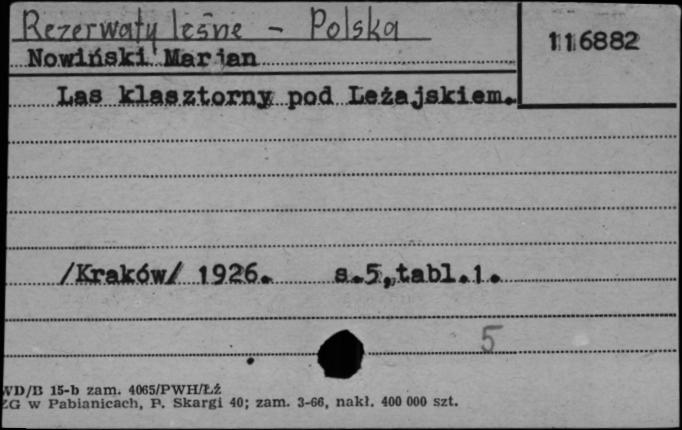 Rezerwaty leśne - Polska
116882
Nowiński Marian
Las klasztorny pod Leżajskiem.
/Kraków/ 1926. s.5,tabl.1.
5
WD/B 15-b zam. 4065/PWH/Łź
ZG w Pabianicach, P. Skargi 40; zam. 3-66, nakł. 400 000 szt.